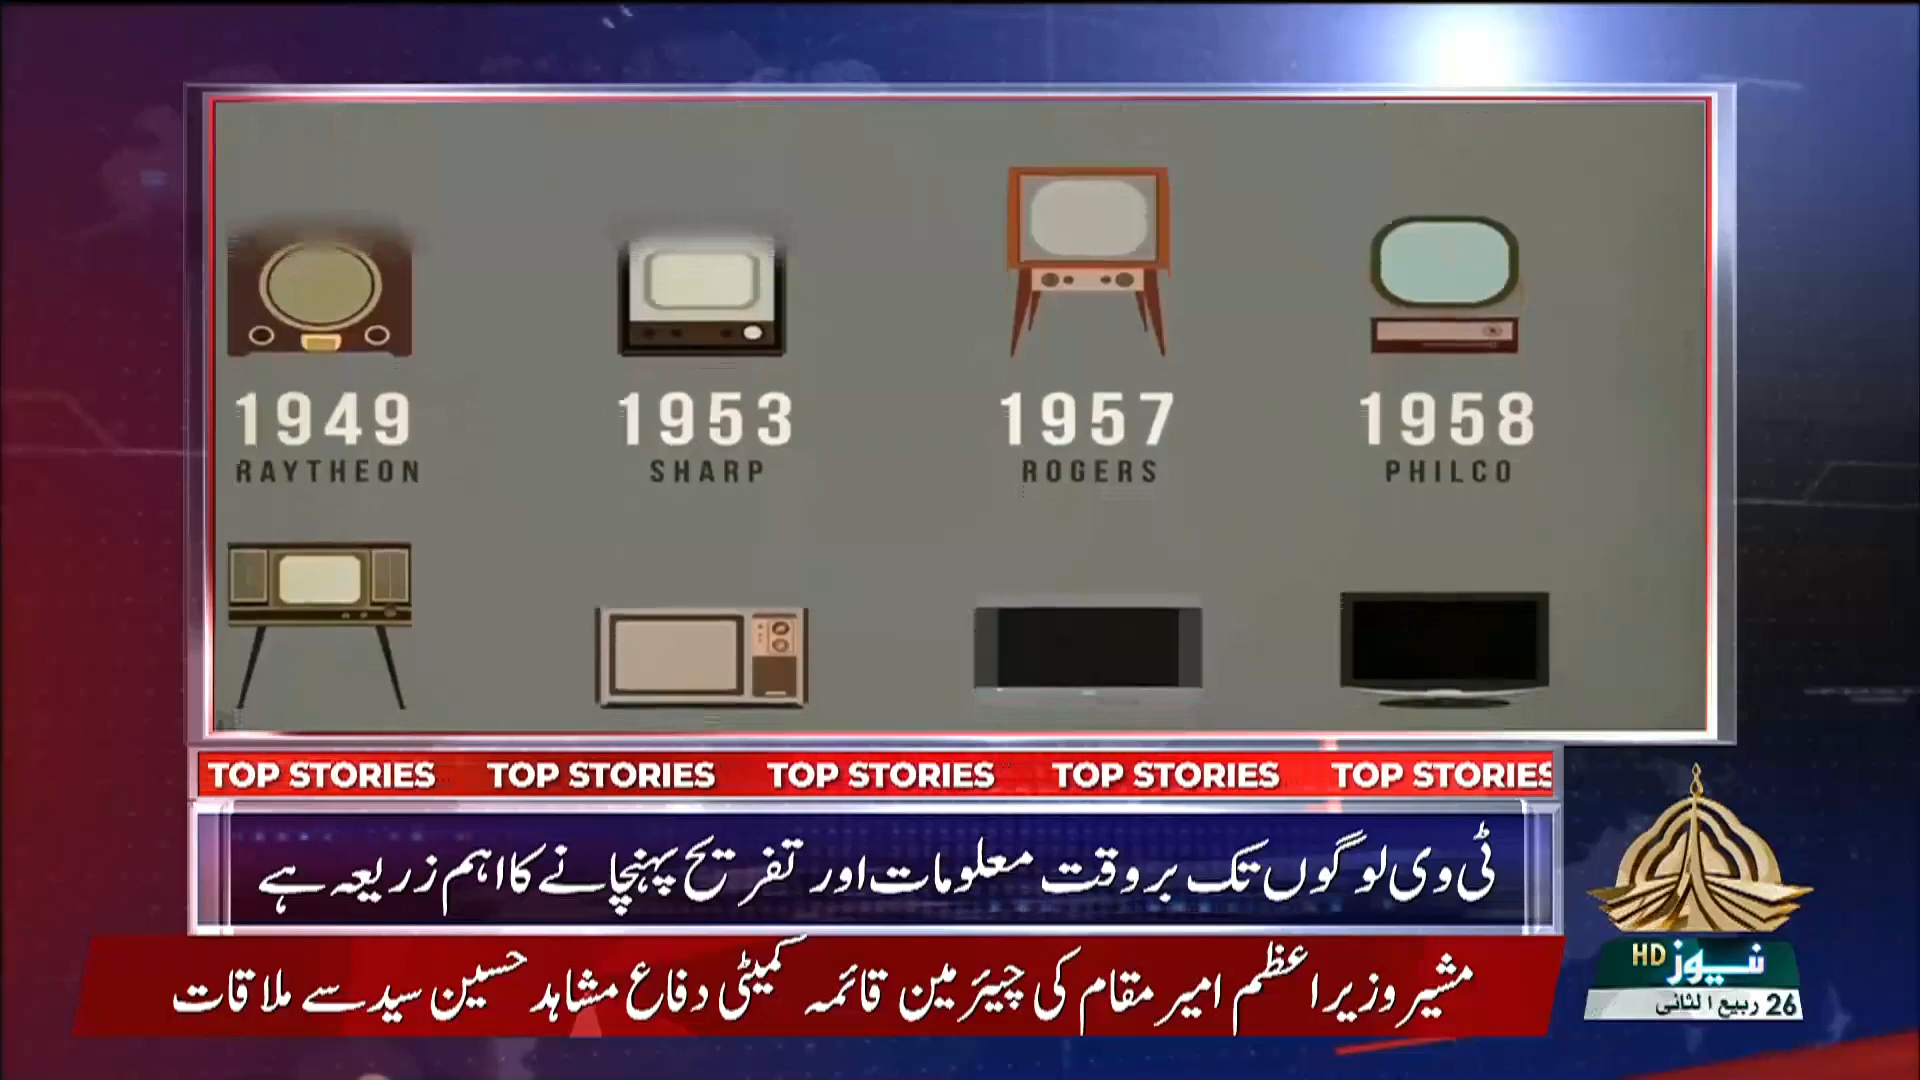 1949 1953 1957 1958
RAYTHEON SHARP ROGERS PHILCO
TOP STORIES TOP STORIES TOP STORIES TOP STORIES TOP STORIES
ٹی وی لوگوں تک بروقت معلومات اور تفریح پہنچانے کا اہم زریعہ ہے
مشیر وزیراعظم امیر مقام کی چیئرمین قائمہ کمیٹی دفاع مشاہد حسین سید سے ملاقات
نیوز HD
26 ربیع الثانی